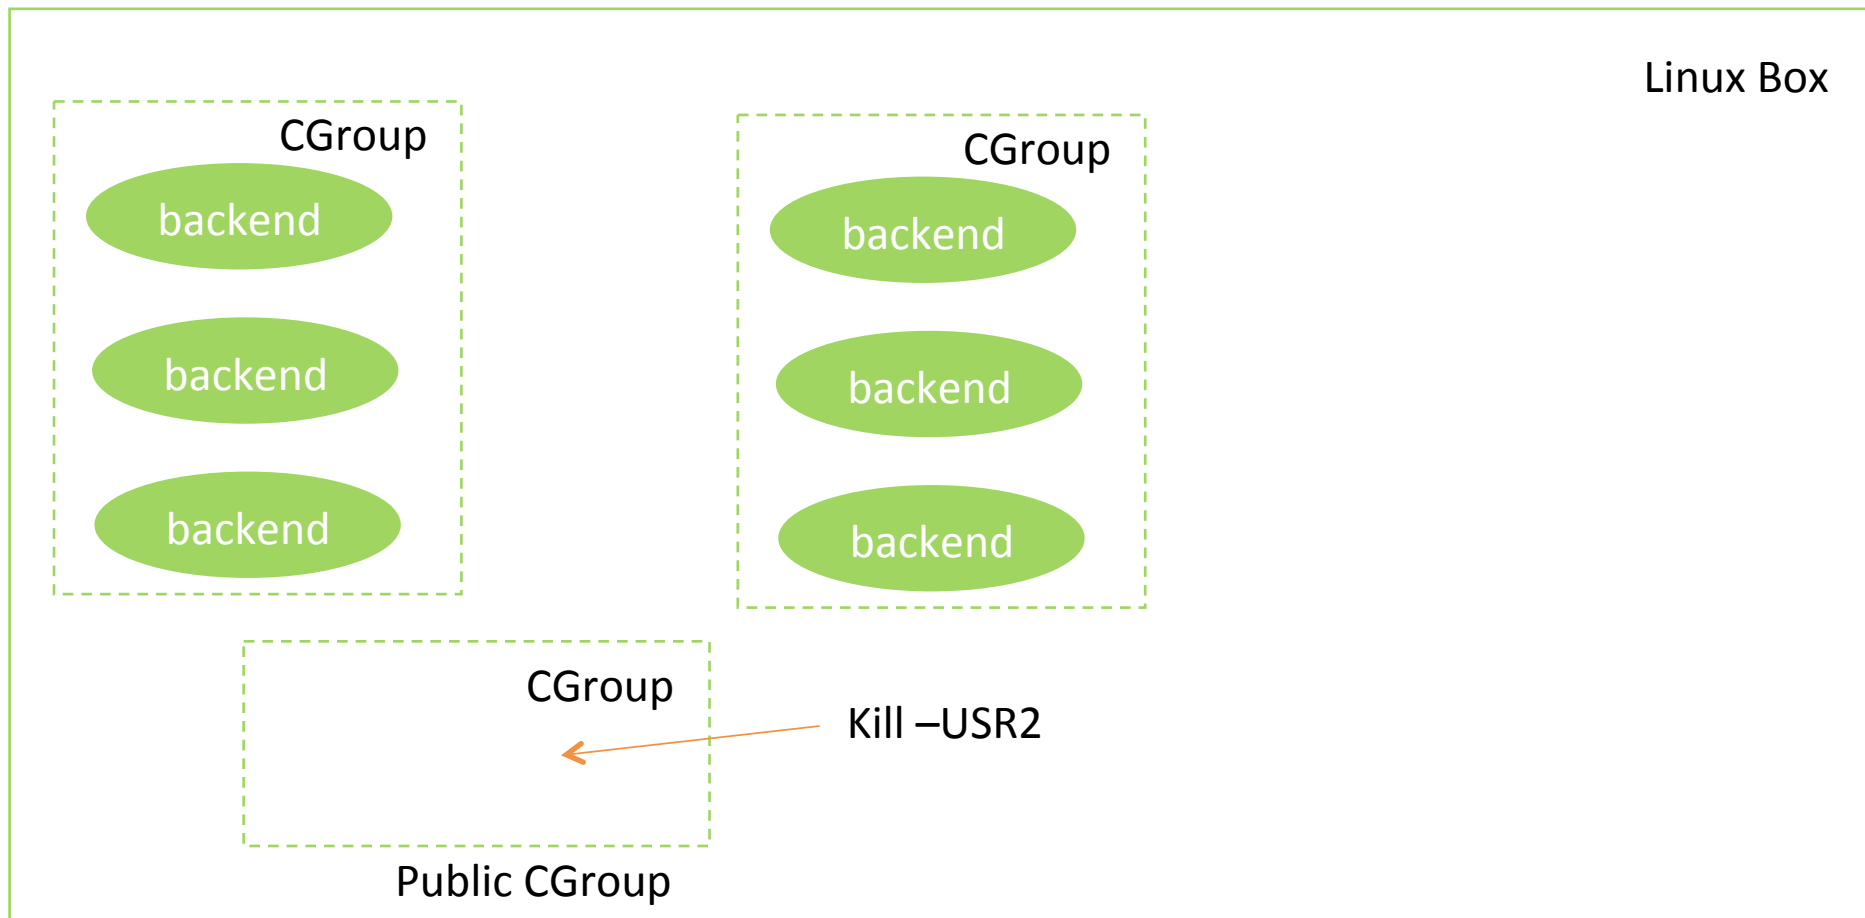 Linux Box
CGroup
backend
backend
backend
CGroup
backend
backend
backend
CGroup
Kill –USR2
Public CGroup